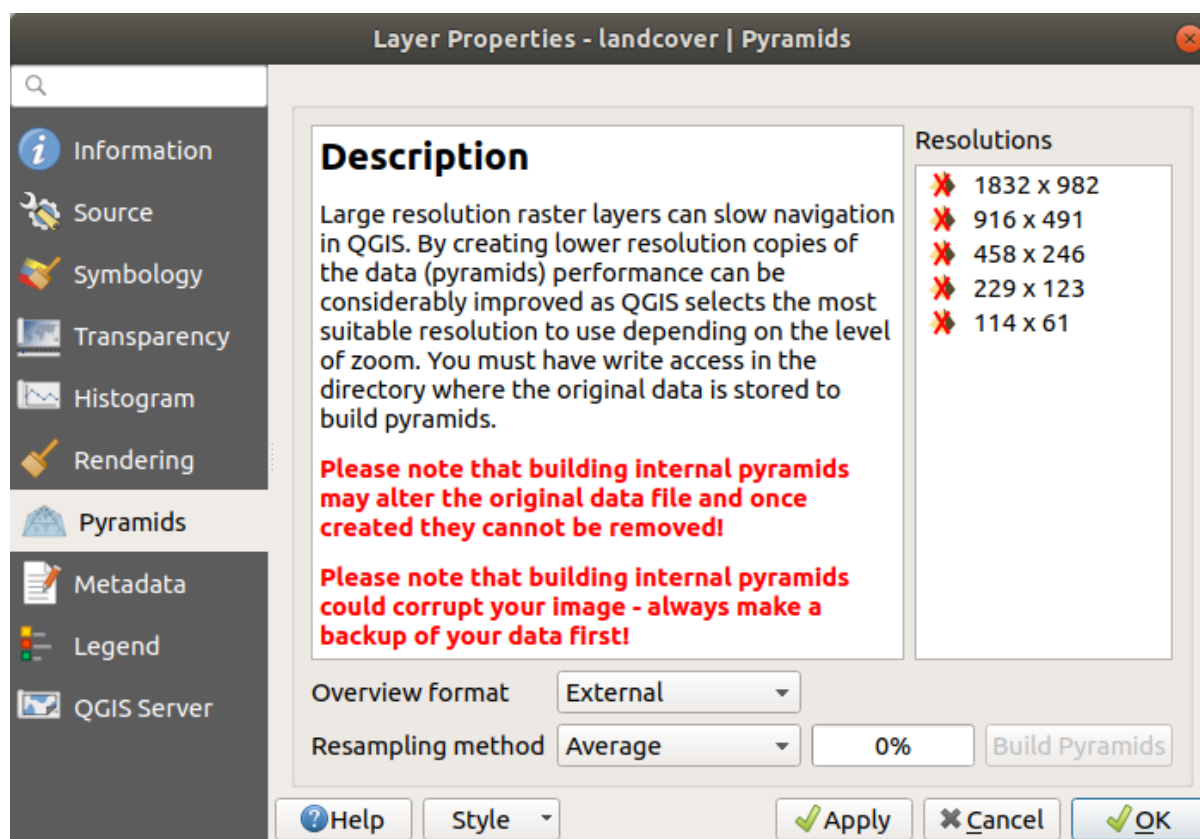 Layer Properties - landcover | Pyramids
Information
Source
Symbology
Transparency
Histogram
Rendering
Pyramids
Metadata
Legend
QGIS Server
Description
Large resolution raster layers can slow navigation
in QGIS. By creating lower resolution copies of
the data (pyramids) performance can be
considerably improved as QGIS selects the most
suitable resolution to use depending on the level
of zoom. You must have write access in the
directory where the original data is stored to
build pyramids.
Please note that building internal pyramids
may alter the original data file and once
created they cannot be removed!
Please note that building internal pyramids
could corrupt your image - always make a
backup of your data first!
Resolutions
1832 x 982
916 x 491
458 x 246
229 x 123
114 x 61
Overview format External
Resampling method Average 0% Build Pyramids
Help Style Apply Cancel OK